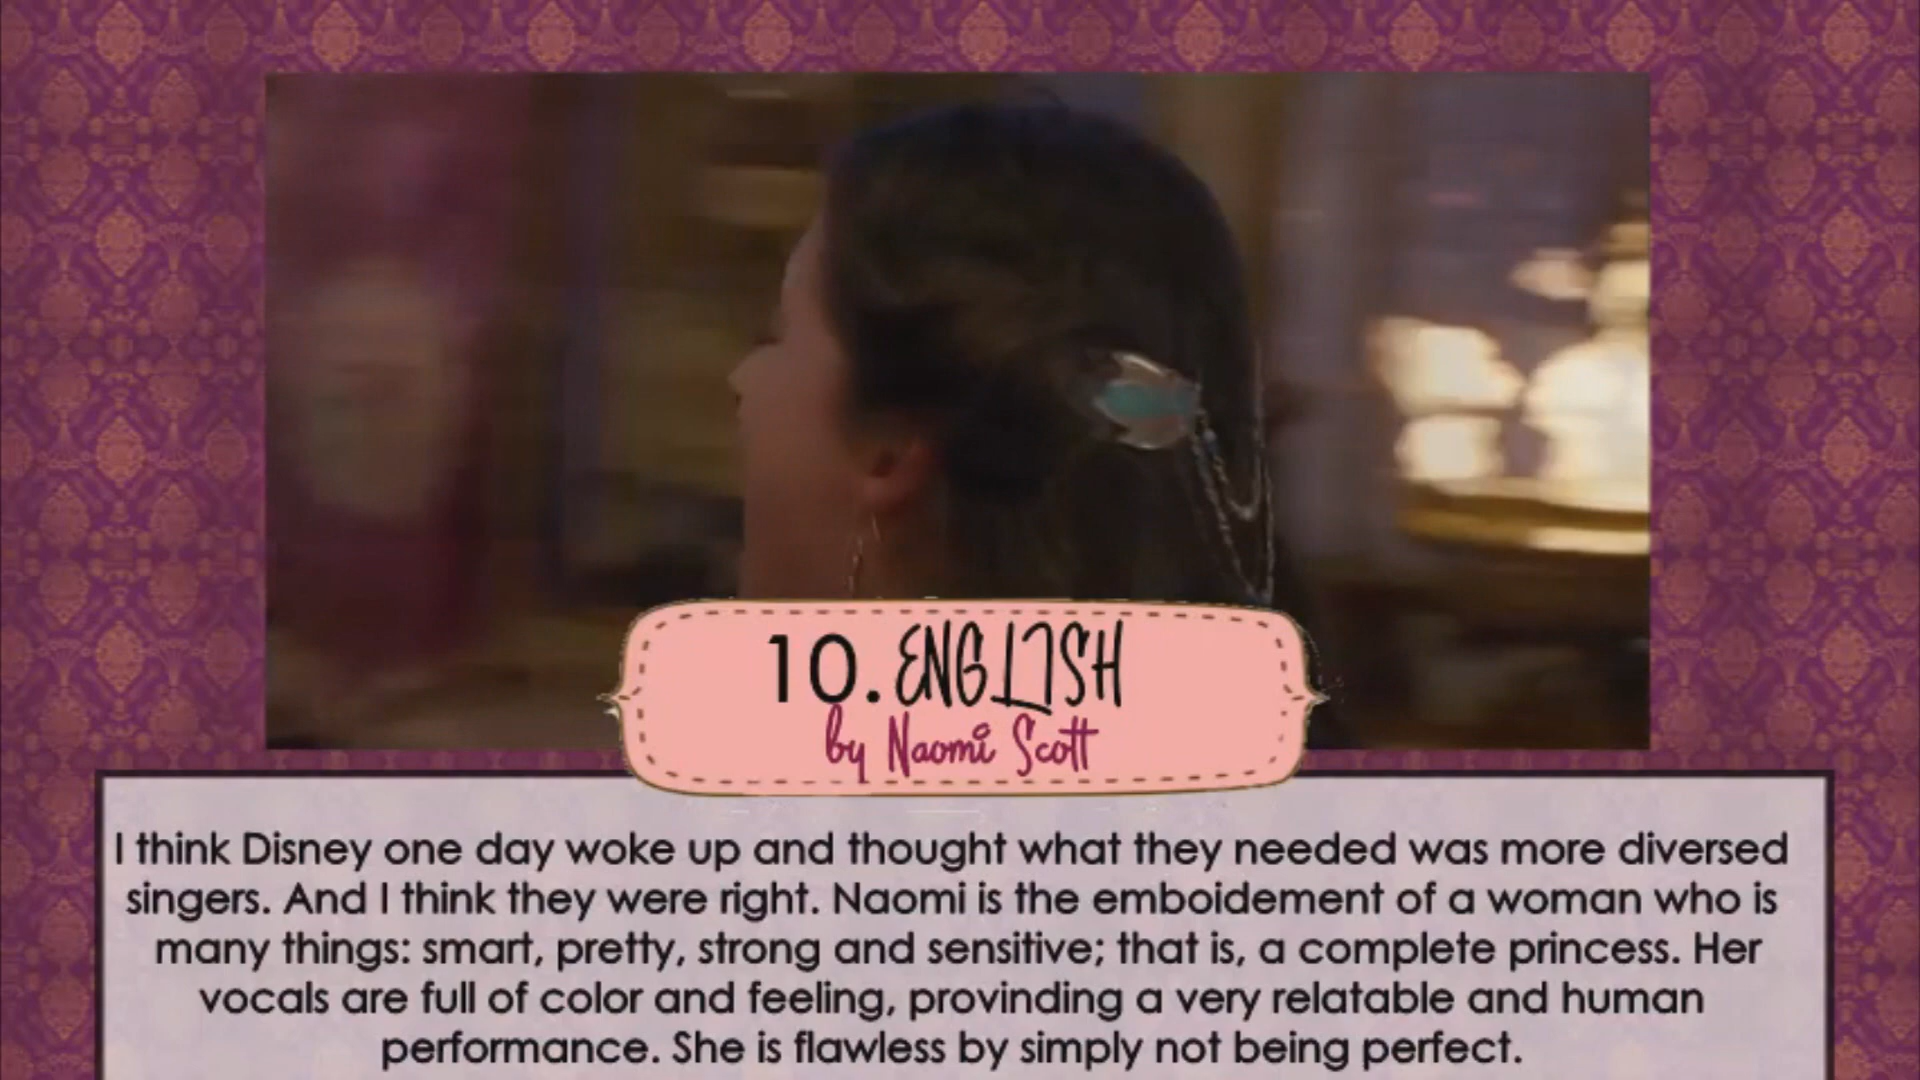 10. ENGLISH
by Naomi Scott
I think Disney one day woke up and thought what they needed was more diversed
singers. And I think they were right. Naomi is the emboidement of a woman who is
many things: smart, pretty, strong and sensitive; that is, a complete princess. Her
vocals are full of color and feeling, provinding a very relatable and human
performance. She is flawless by simply not being perfect.